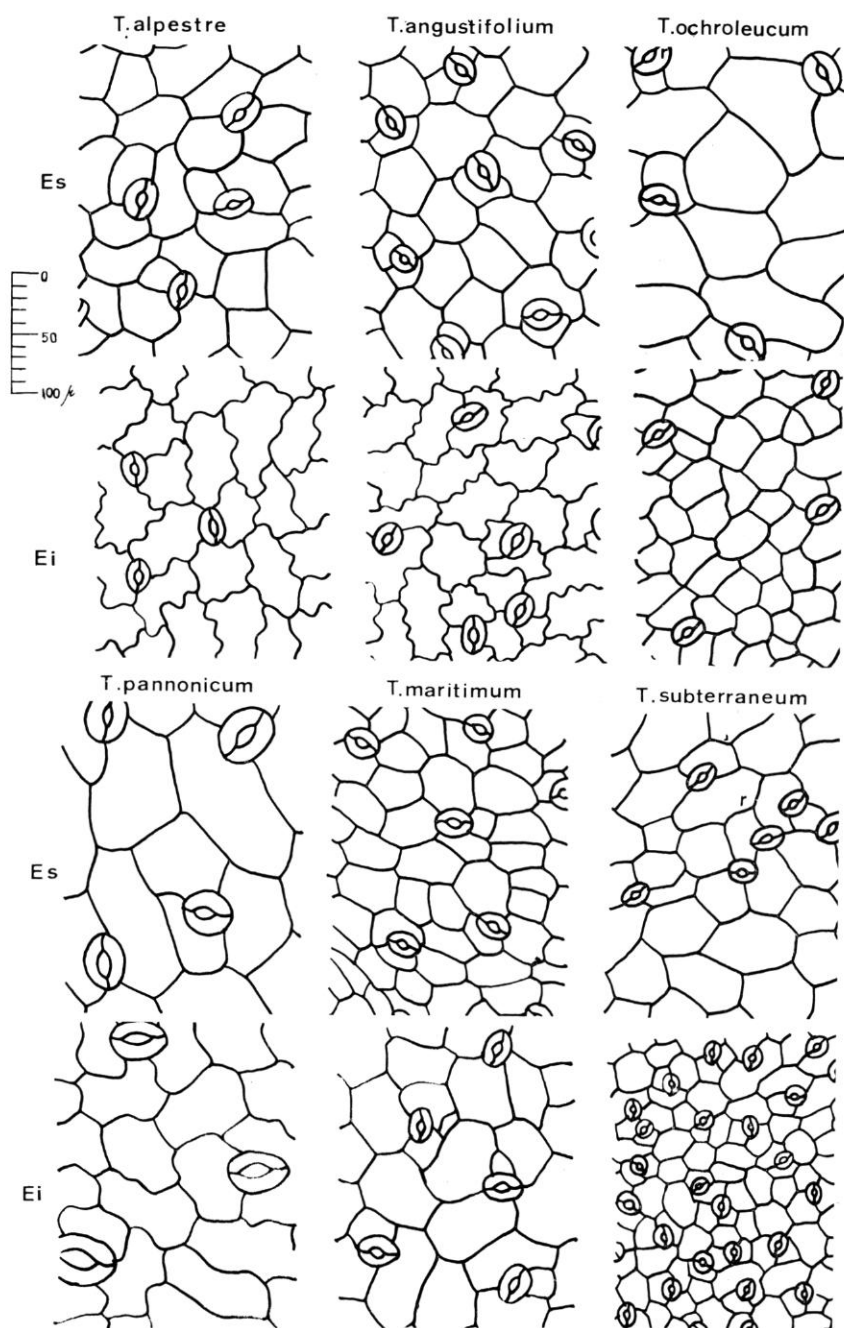 T.alpestre T.angustifolium T.ochroleucum
r
Es
0
50
100 µ
Ei
T.pannonicum T.maritimum T.subterraneum
r
Es
Ei